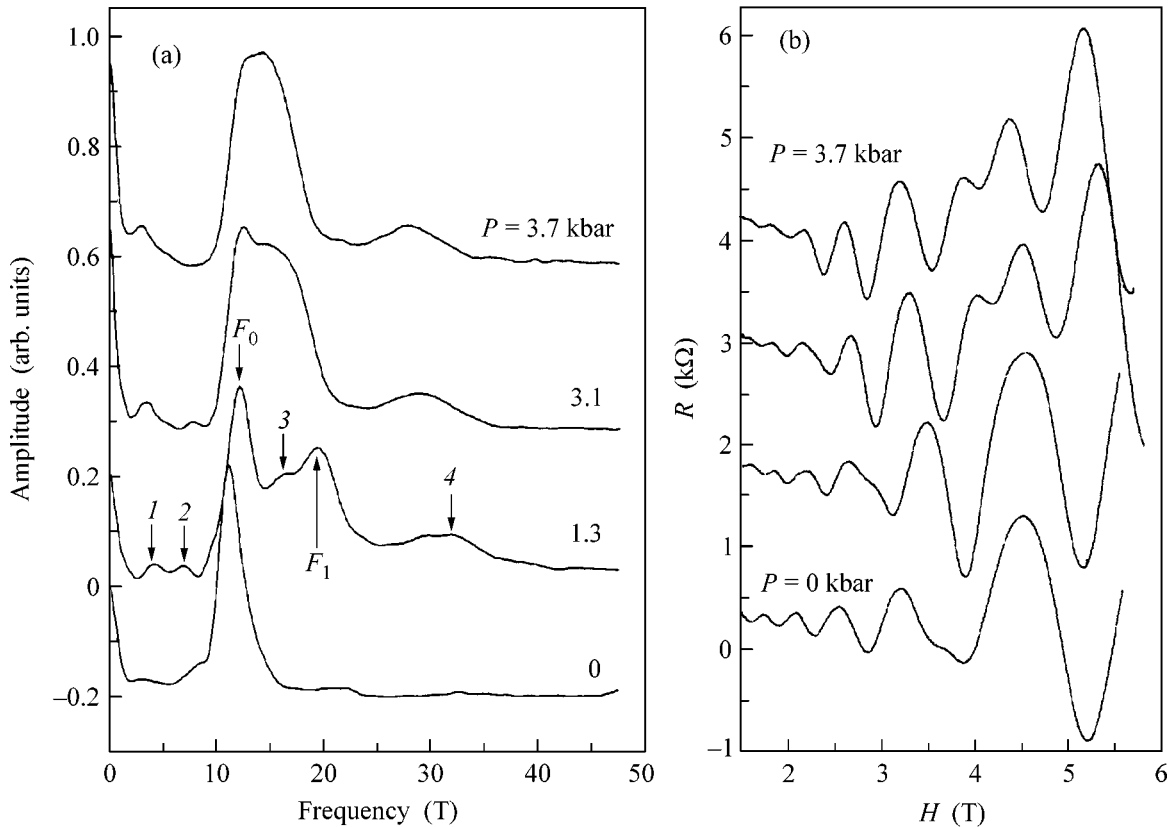 (a)
1.0
0.8
0.6
0.4
0.2
0
–0.2
Amplitude (arb. units)
P = 3.7 kbar
3.1
1.3
0
F0
1
2
3
F1
4
0 10 20 30 40 50
Frequency (T)
(b)
6
5
4
3
2
1
0
–1
R (kΩ)
P = 3.7 kbar
P = 0 kbar
2 3 4 5 6
H (T)